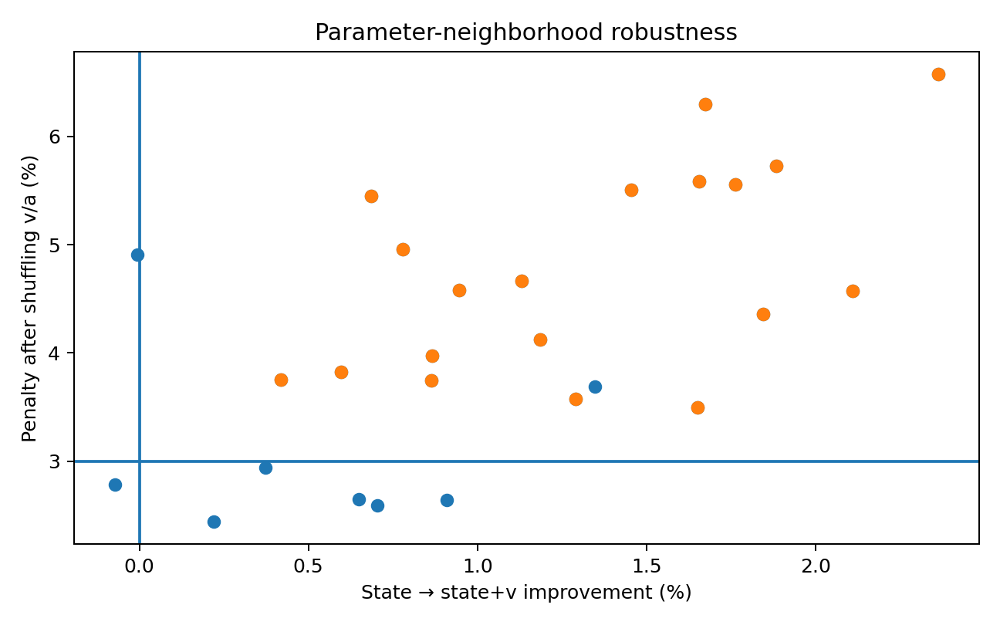 Parameter-neighborhood robustness
Penalty after shuffling v/a (%)
6
5
4
3
0.0 0.5 1.0 1.5 2.0
State → state+v improvement (%)